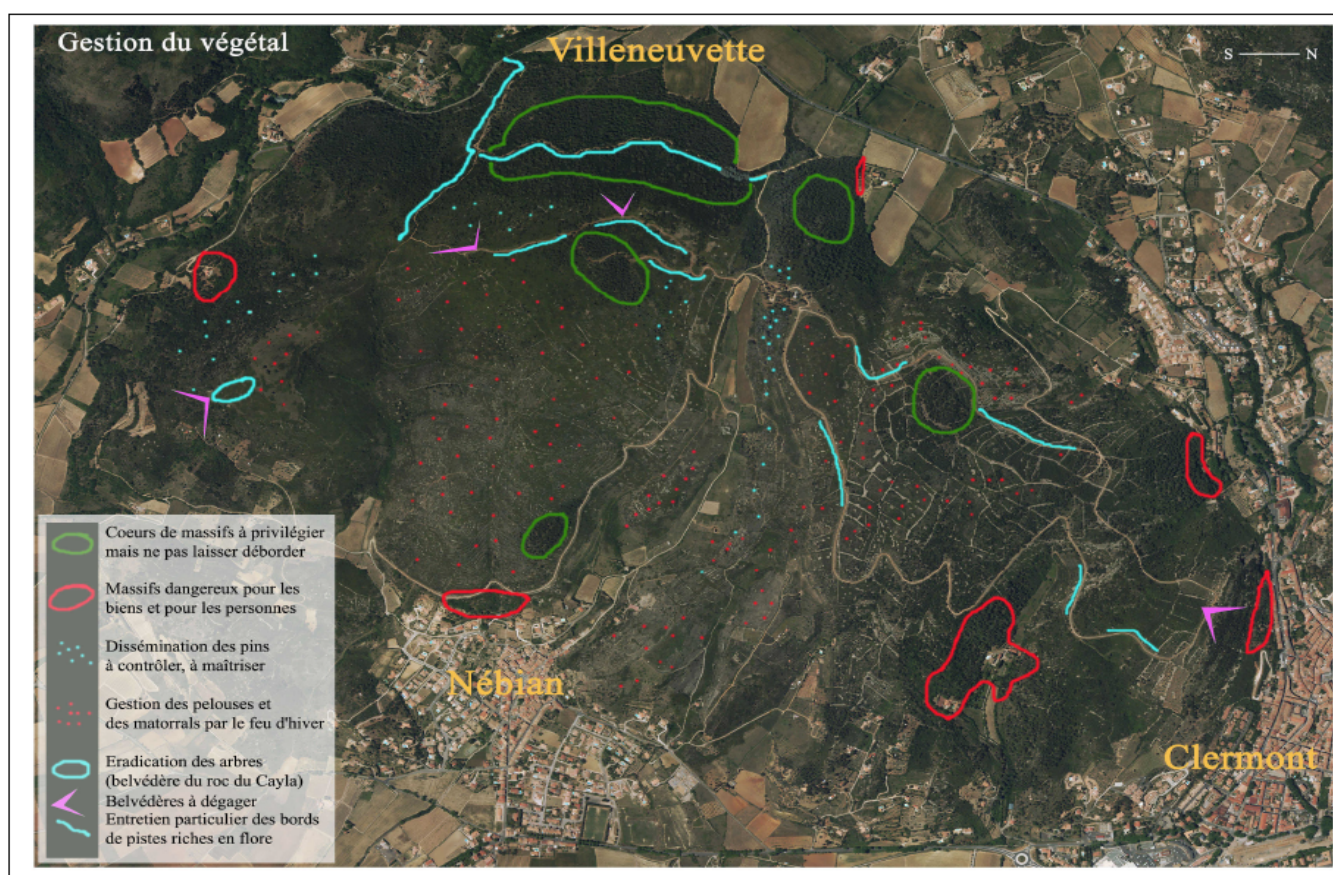 Gestion du végétal
Villeneuvette
S N
Nébian
Clermont
Coeurs de massifs à privilégier
mais ne pas laisser déborder
Massifs dangereux pour les
biens et pour les personnes
Dissémination des pins
à contrôler, à maîtriser
Gestion des pelouses et
des matorrals par le feu d'hiver
Eradication des arbres
(belvédère du roc du Cayla)
Belvédères à dégager
Entretien particulier des bords
de pistes riches en flore